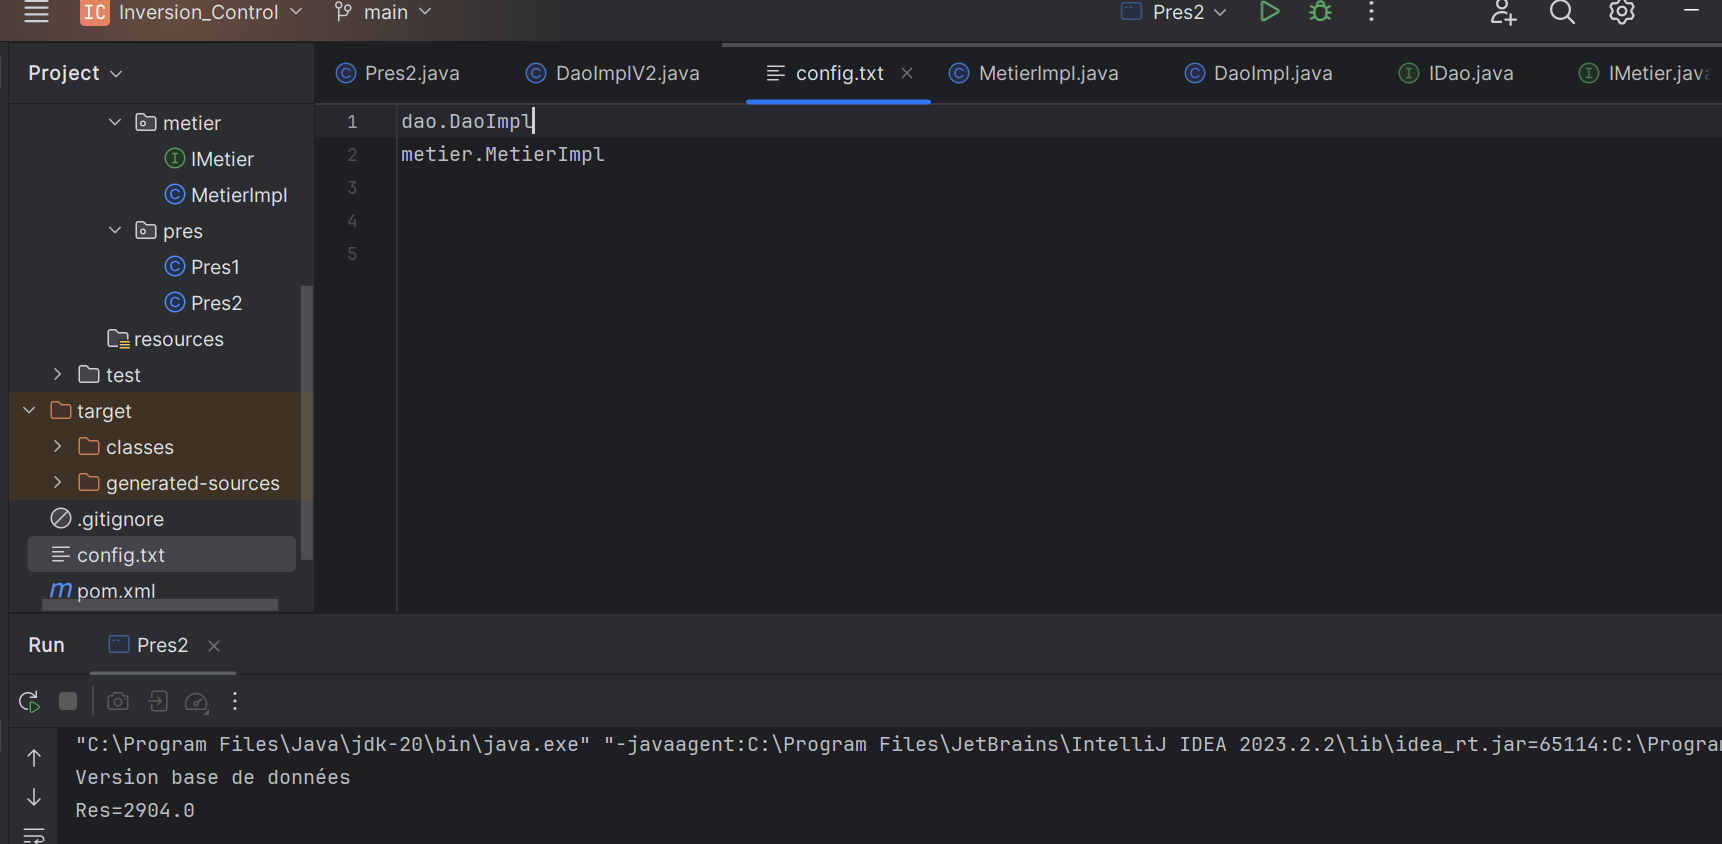 IC Inversion_Control main Pres2
Project
Pres2.java DaoImplV2.java config.txt MetierImpl.java DaoImpl.java IDao.java IMetier.java
metier
I IMetier
C MetierImpl
pres
C Pres1
C Pres2
resources
test
target
classes
generated-sources
.gitignore
config.txt
m pom.xml
1 dao.DaoImpl
2 metier.MetierImpl
3
4
5
Run Pres2
"C:\Program Files\Java\jdk-20\bin\java.exe" "-javaagent:C:\Program Files\JetBrains\IntelliJ IDEA 2023.2.2\lib\idea_rt.jar=65114:C:\Program
Version base de données
Res=2904.0